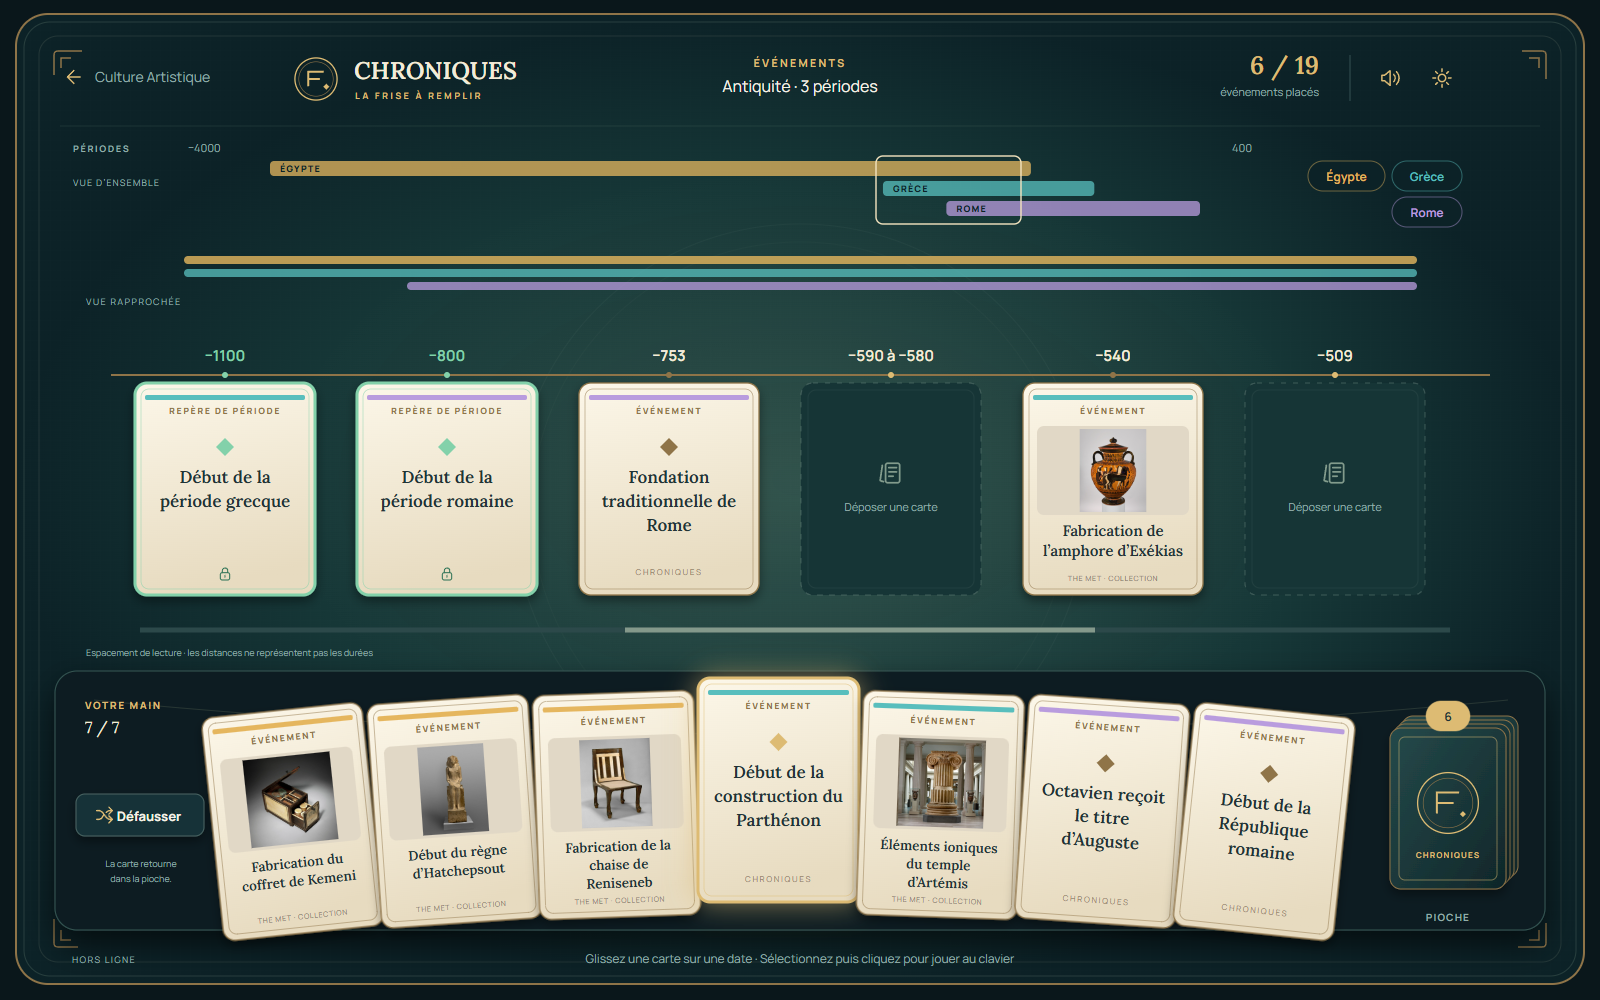 Culture Artistique
F.
CHRONIQUES
LA FRISE À REMPLIR
ÉVÉNEMENTS
Antiquité · 3 périodes
6 / 19
événements placés
PÉRIODES
−4000
400
VUE D'ENSEMBLE
ÉGYPTE
GRÈCE
ROME
Égypte
Grèce
Rome
VUE RAPPROCHÉE
−1100
−800
−753
−590 à −580
−540
−509
REPÈRE DE PÉRIODE
Début de la
période grecque
REPÈRE DE PÉRIODE
Début de la
période romaine
ÉVÉNEMENT
Fondation
traditionnelle de
Rome
CHRONIQUES
Déposer une carte
ÉVÉNEMENT
Fabrication de
l’amphore d’Exékias
THE MET · COLLECTION
Déposer une carte
Espacement de lecture · les distances ne représentent pas les durées
VOTRE MAIN
7 / 7
Défausser
La carte retourne
dans la pioche.
ÉVÉNEMENT
Fabrication du
coffret de Kemeni
THE MET · COLLECTION
ÉVÉNEMENT
Début du règne
d’Hatchepsout
THE MET · COLLECTION
ÉVÉNEMENT
Fabrication de la
chaise de
Reniseneb
THE MET · COLLECTION
ÉVÉNEMENT
Début de la
construction du
Parthénon
CHRONIQUES
ÉVÉNEMENT
Éléments ioniques
du temple
d’Artémis
THE MET · COLLECTION
ÉVÉNEMENT
Octavien reçoit
le titre
d’Auguste
CHRONIQUES
ÉVÉNEMENT
Début de la
République
romaine
CHRONIQUES
6
F.
CHRONIQUES
PIOCHE
HORS LIGNE
Glissez une carte sur une date · Sélectionnez puis cliquez pour jouer au clavier